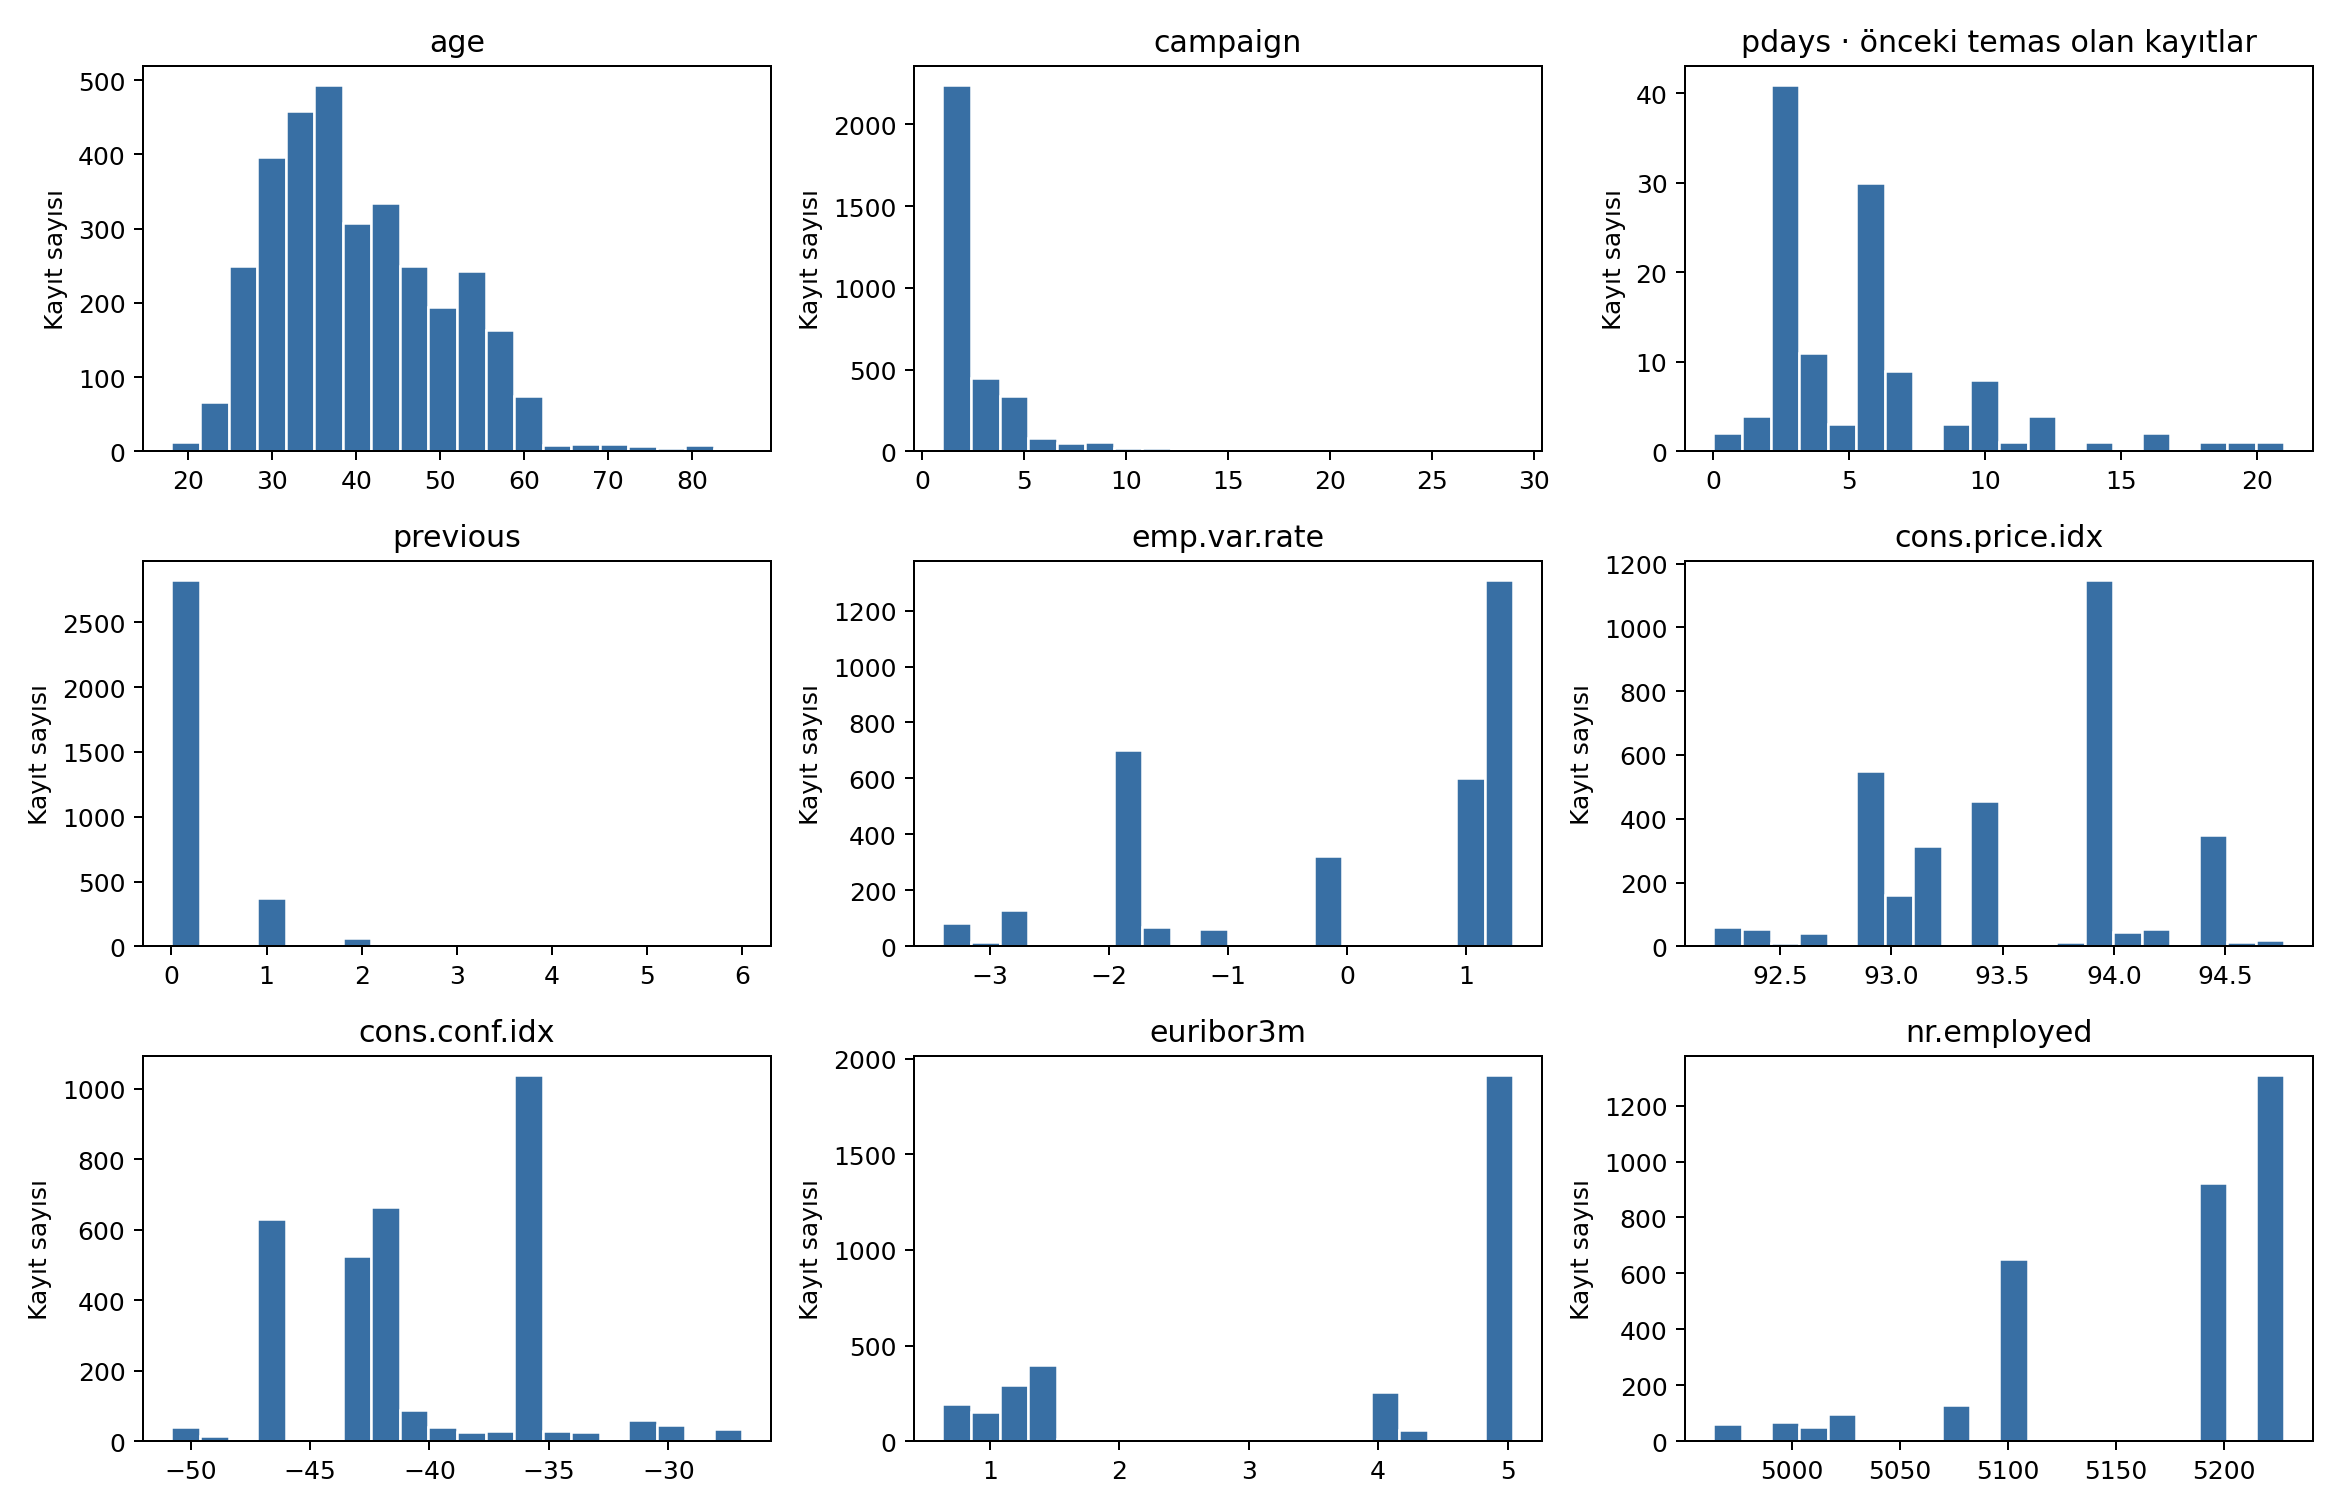 age
Kayıt sayısı
500
400
300
200
100
0
20 30 40 50 60 70 80
campaign
Kayıt sayısı
2000
1500
1000
500
0
0 5 10 15 20 25 30
pdays · önceki temas olan kayıtlar
Kayıt sayısı
40
30
20
10
0
0 5 10 15 20
previous
Kayıt sayısı
2500
2000
1500
1000
500
0
0 1 2 3 4 5 6
emp.var.rate
Kayıt sayısı
1200
1000
800
600
400
200
0
−3 −2 −1 0 1
cons.price.idx
Kayıt sayısı
1200
1000
800
600
400
200
0
92.5 93.0 93.5 94.0 94.5
cons.conf.idx
Kayıt sayısı
1000
800
600
400
200
0
−50 −45 −40 −35 −30
euribor3m
Kayıt sayısı
2000
1500
1000
500
0
1 2 3 4 5
nr.employed
Kayıt sayısı
1200
1000
800
600
400
200
0
5000 5050 5100 5150 5200